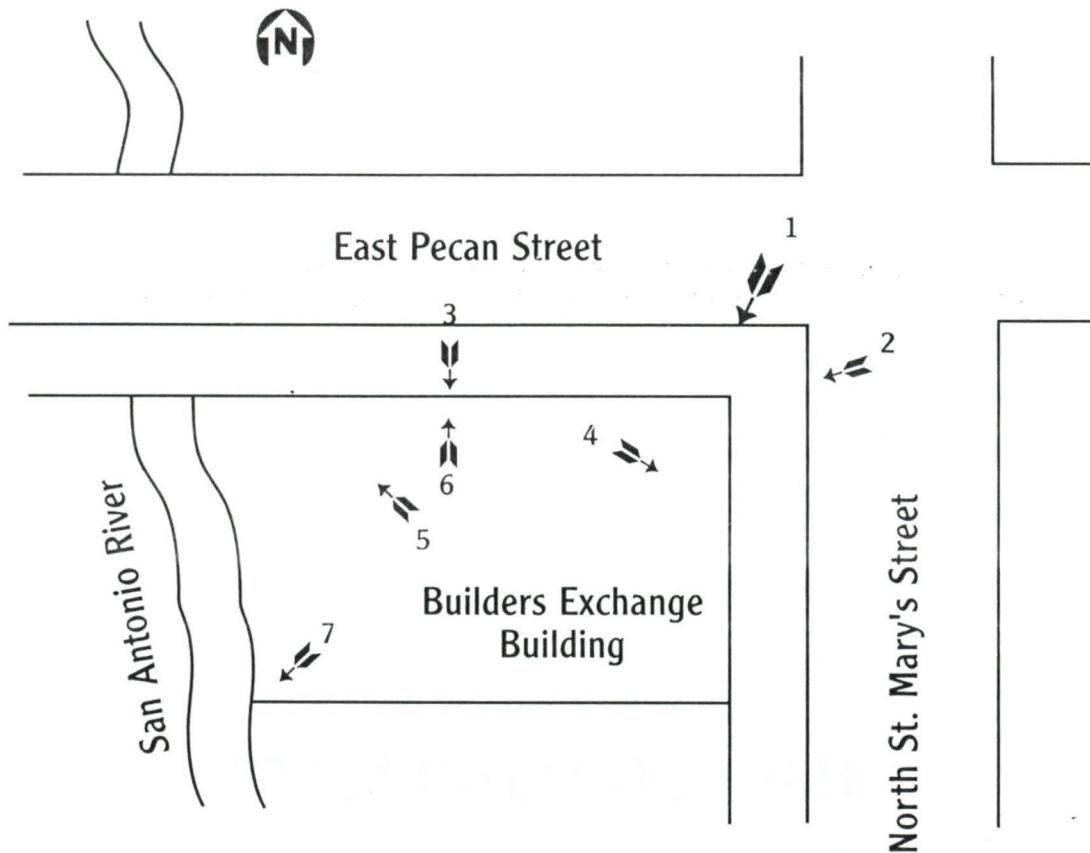 N
East Pecan Street
1
3
2
4
6
5
Builders Exchange
Building
7
San Antonio River
North St. Mary's Street